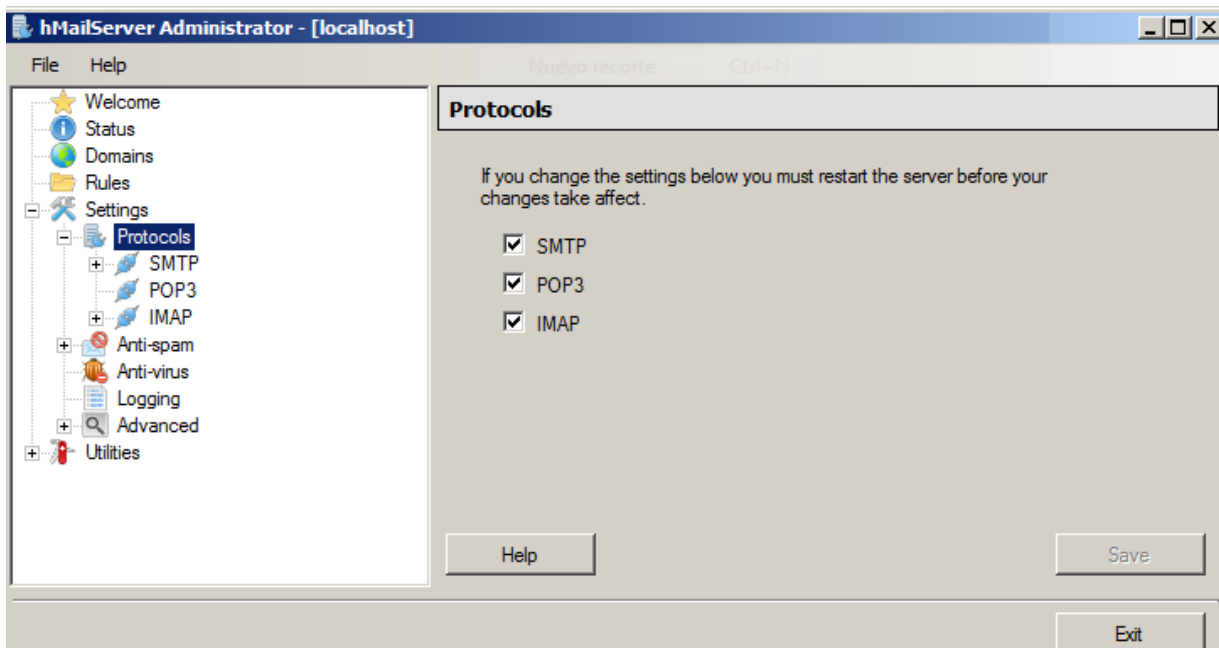 hMailServer Administrator - [localhost]
File Help Nuevo recorte Ctrl+N
Welcome
Status
Domains
Rules
Settings
Protocols
SMTP
POP3
IMAP
Anti-spam
Anti-virus
Logging
Advanced
Utilities
Protocols
If you change the settings below you must restart the server before your
changes take affect.
SMTP
POP3
IMAP
Help
Save
Exit